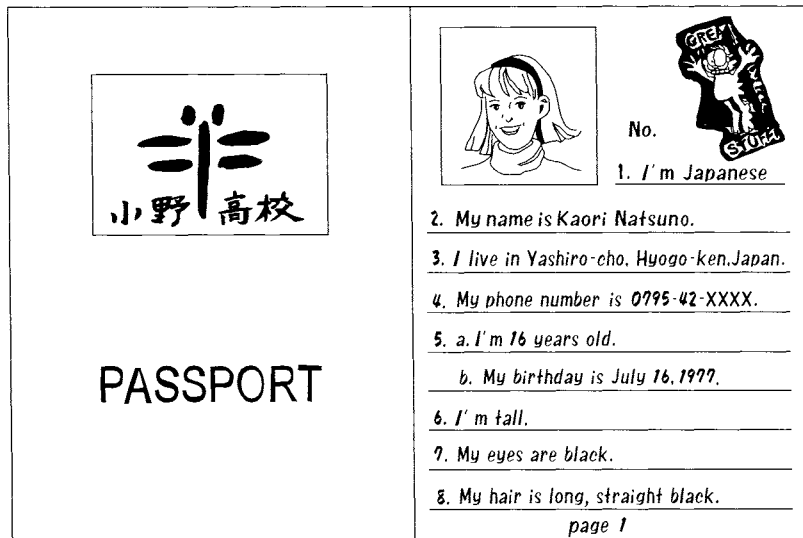 小野高校
PASSPORT
GREAT
STUFF
No.
1. I'm Japanese
2. My name is Kaori Natsuno.
3. I live in Yashiro-cho, Hyogo-ken,Japan.
4. My phone number is 0795-42-XXXX.
5. a. I'm 16 years old.
b. My birthday is July 16, 1977.
6. I'm tall.
7. My eyes are black.
8. My hair is long, straight black.
page 1